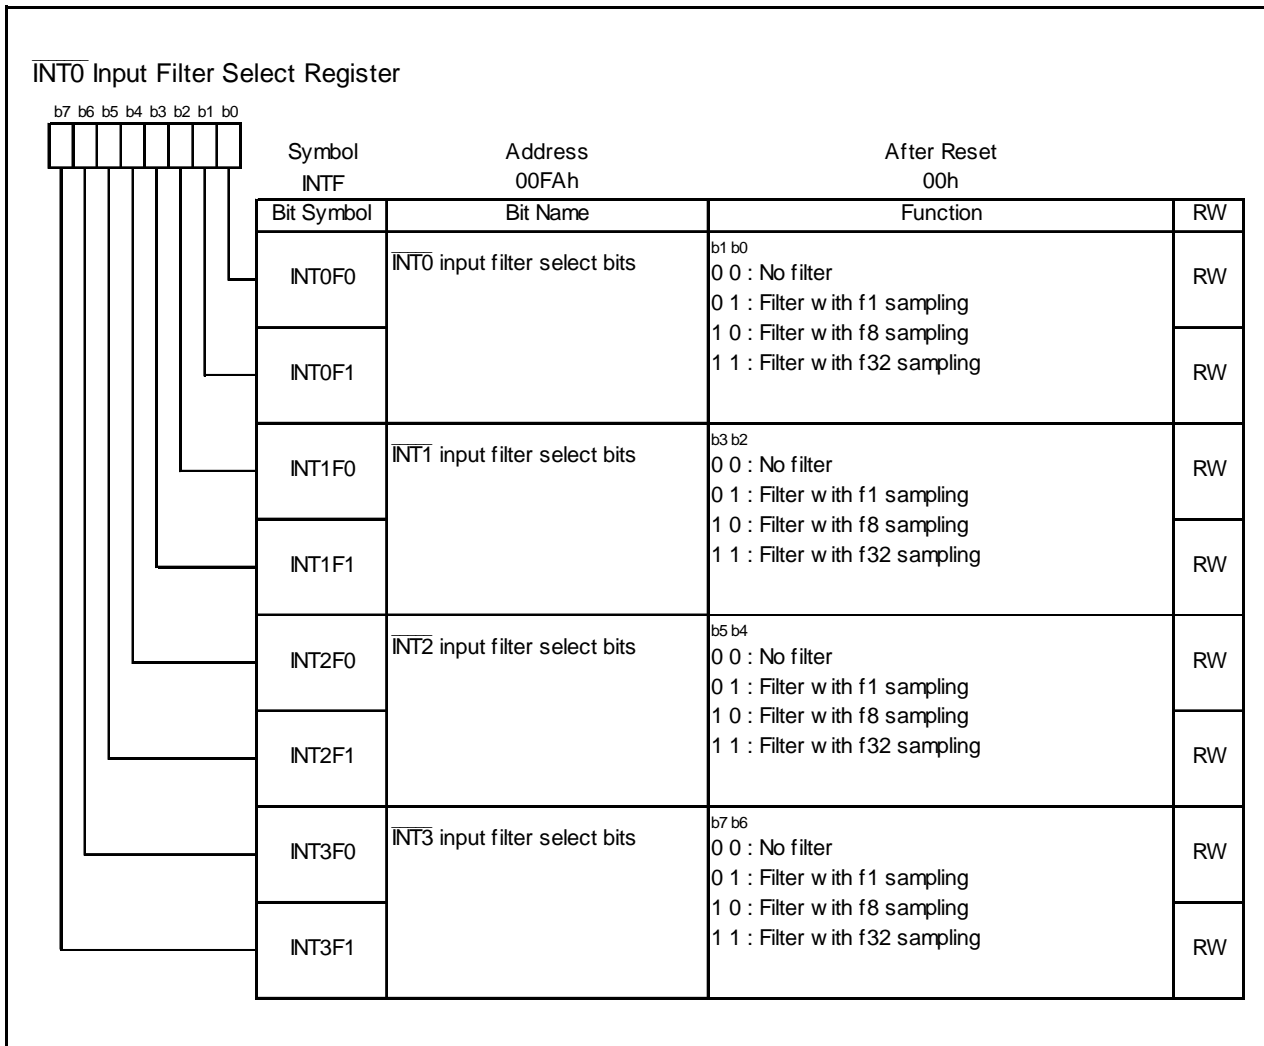 INT0 Input Filter Select Register
b7 b6 b5 b4 b3 b2 b1 b0
Symbol Address After Reset
INTF 00FAh 00h
Bit Symbol Bit Name Function RW
INT0F0 INT0 input filter select bits b1 b0
0 0 : No filter RW
0 1 : Filter with f1 sampling
1 0 : Filter with f8 sampling
INT0F1 1 1 : Filter with f32 sampling RW
INT1F0 INT1 input filter select bits b3 b2
0 0 : No filter RW
0 1 : Filter with f1 sampling
1 0 : Filter with f8 sampling
INT1F1 1 1 : Filter with f32 sampling RW
INT2F0 INT2 input filter select bits b5 b4
0 0 : No filter RW
0 1 : Filter with f1 sampling
1 0 : Filter with f8 sampling
INT2F1 1 1 : Filter with f32 sampling RW
INT3F0 INT3 input filter select bits b7 b6
0 0 : No filter RW
0 1 : Filter with f1 sampling
1 0 : Filter with f8 sampling
INT3F1 1 1 : Filter with f32 sampling RW